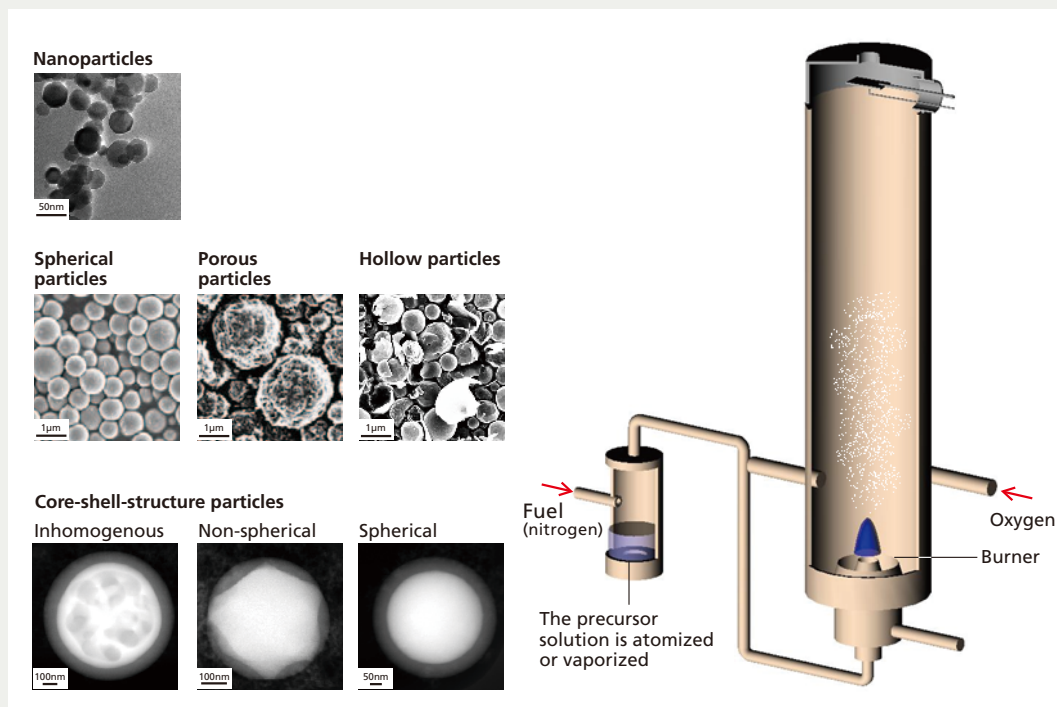 Nanoparticles
50nm
Spherical
particles
Porous
particles
Hollow particles
1μm
1μm
1μm
Core-shell-structure particles
Inhomogenous
Non-spherical
Spherical
100nm
100nm
50nm
Fuel
(nitrogen)
The precursor
solution is atomized
or vaporized
Oxygen
Burner